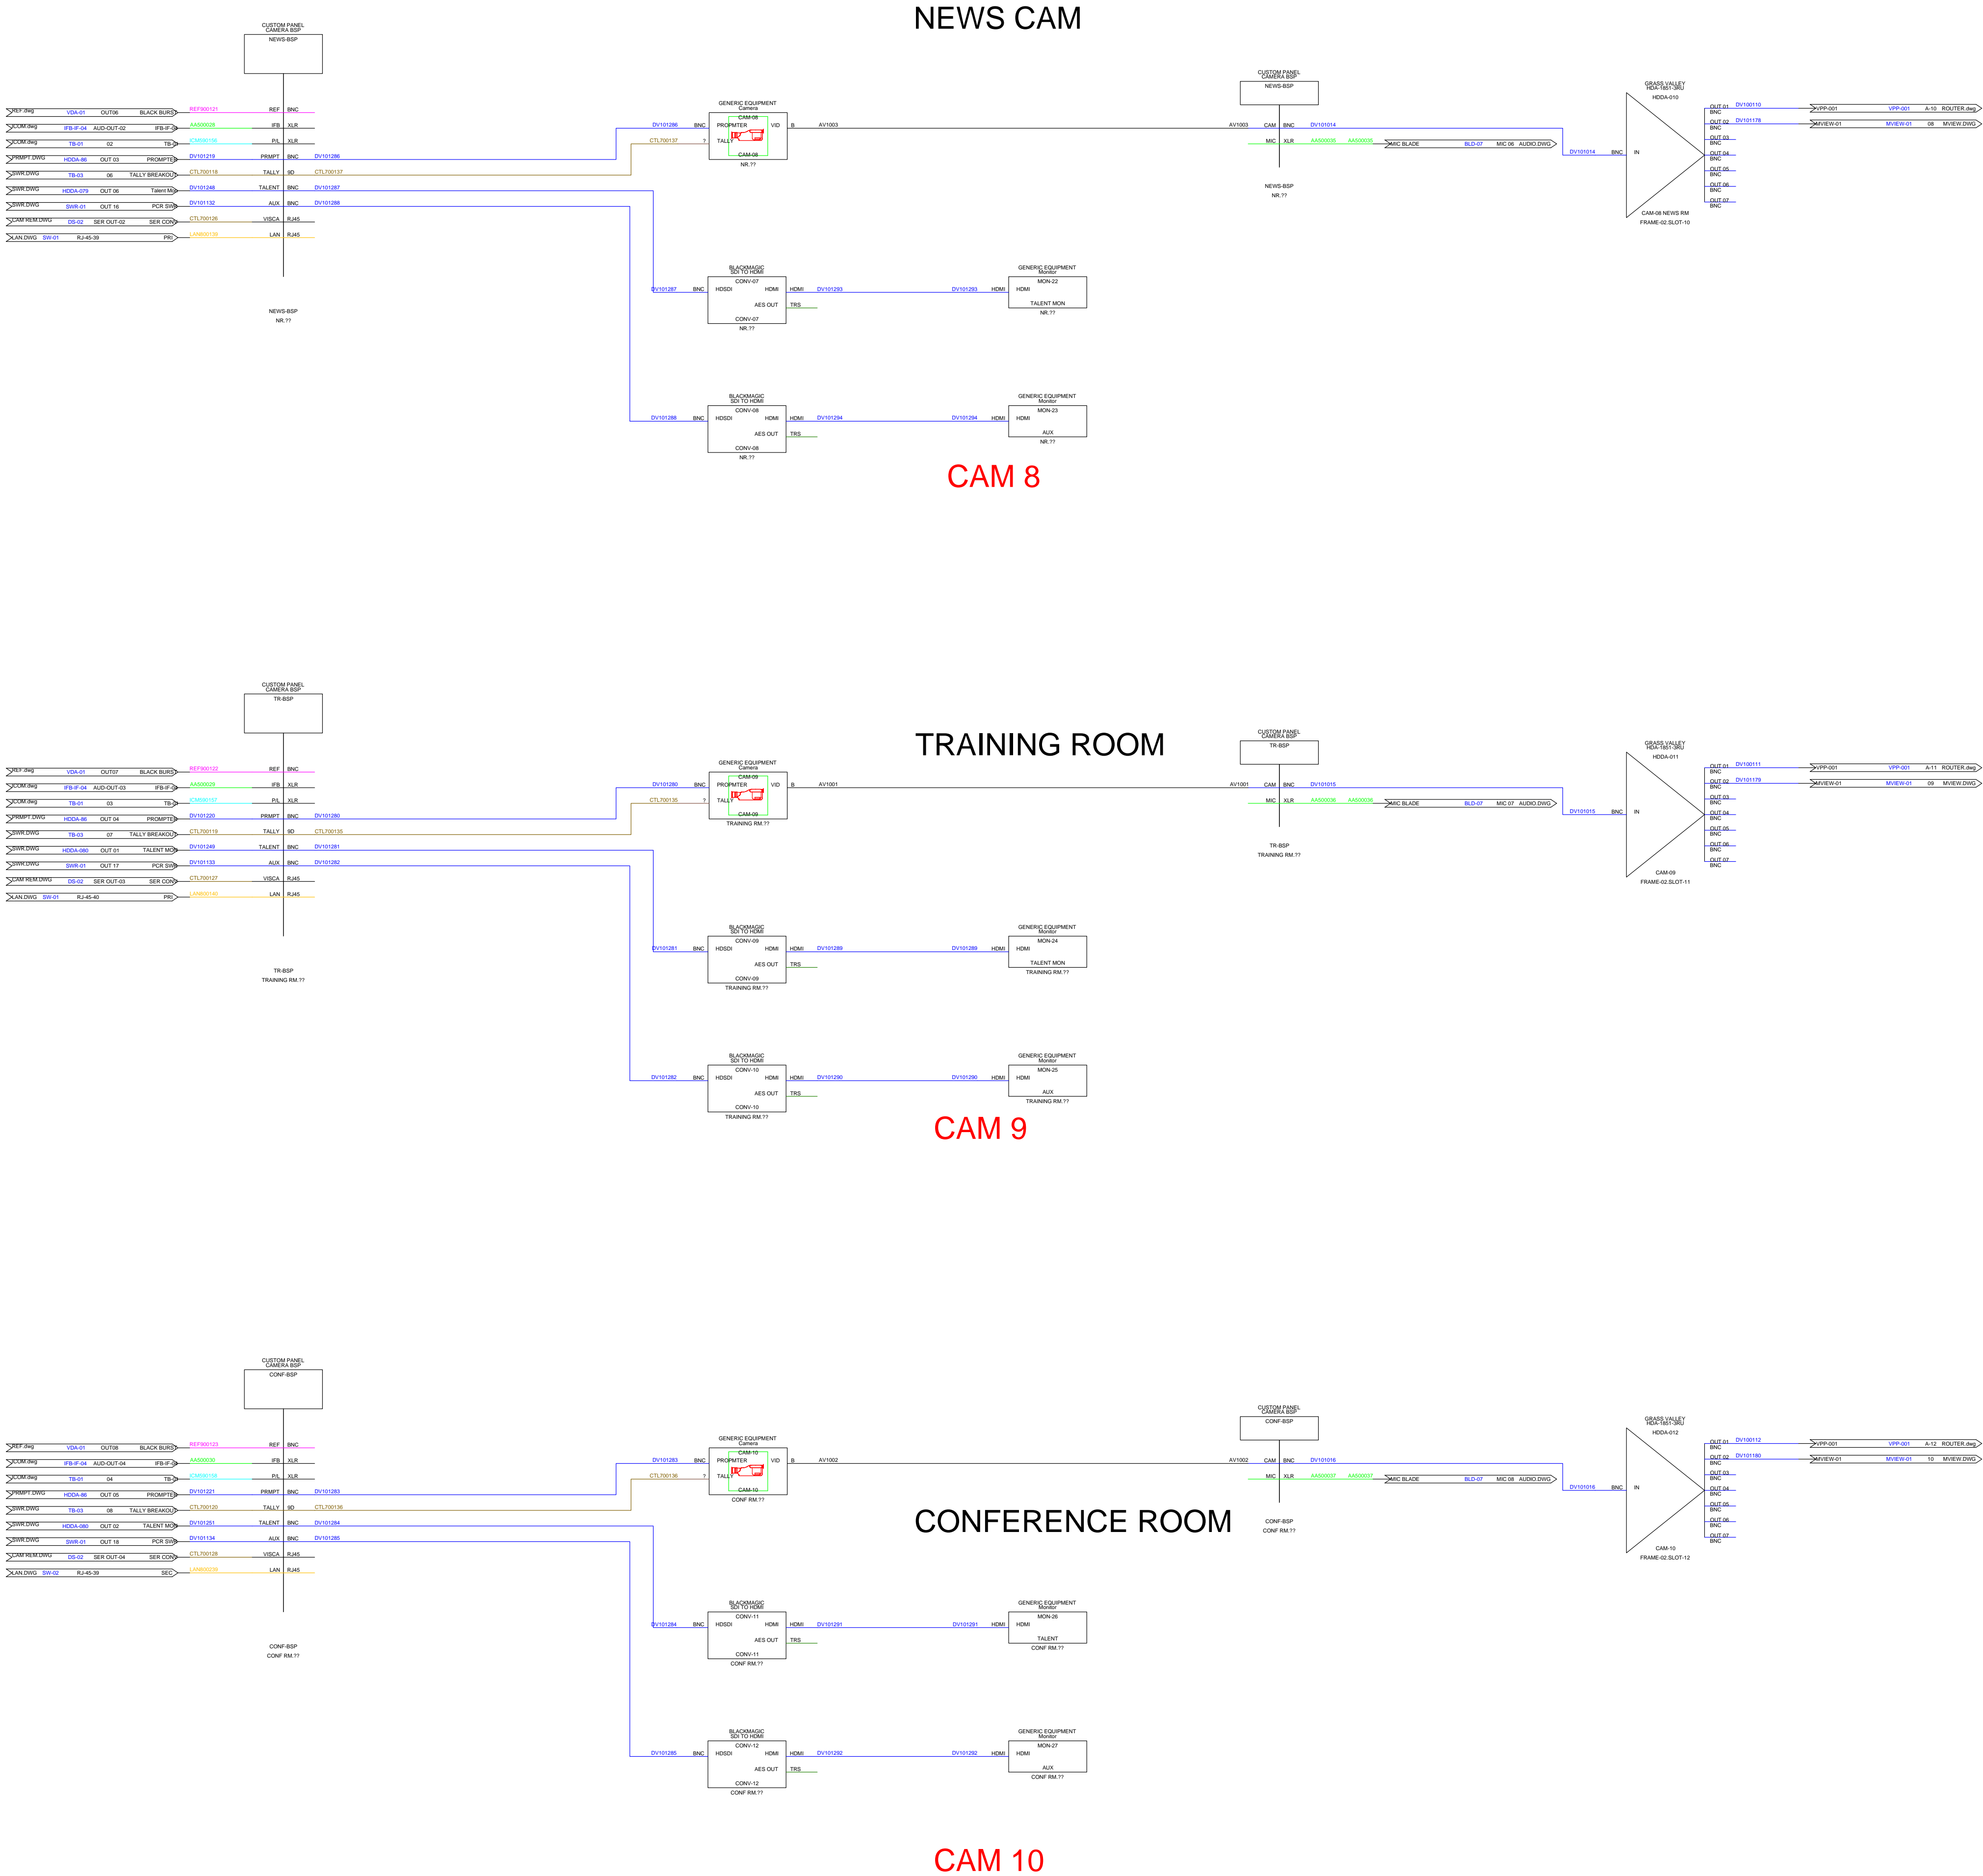 NEWS CAM
CUSTOM PANEL
CAMERA BSP
NEWS-BSP
REF.dwg VDA-01 OUT06 BLACK BURST REF900121 REF BNC
ICOM.dwg IFB-IF-04 AUD-OUT-02 IFB-IF-04 AA500028 IFB XLR
ICOM.dwg TB-01 02 TB-01 P/L XLR
PRMPT.DWG HDDA-86 OUT 03 PROMPTER DV101219 PRMPT BNC DV101286
SWR.DWG TB-03 06 TALLY BREAKOUT CTL700118 TALLY 9D CTL700137
SWR.DWG HDDA-079 OUT 06 Talent Mon DV101248 TALENT BNC DV101287
SWR.DWG SWR-01 OUT 16 PCR SWR DV101132 AUX BNC DV101288
CAM REM.DWG DS-02 SER OUT-02 SER CONV CTL700126 VISCA RJ45
LAN.DWG SW-01 RJ-45-39 PRI LAN800139 LAN RJ45
NEWS-BSP
NR.??
GENERIC EQUIPMENT
Camera
CAM-08
DV101286 BNC PROPMTER VID B AV1003
CTL700137 ? TALLY
CAM-08
NR.??
BLACKMAGIC
SDI TO HDMI
CONV-07
DV101287 BNC HDSDI HDMI HDMI DV101293
AES OUT TRS
CONV-07
NR.??
GENERIC EQUIPMENT
Monitor
MON-22
DV101293 HDMI HDMI
TALENT MON
NR.??
BLACKMAGIC
SDI TO HDMI
CONV-08
DV101288 BNC HDSDI HDMI HDMI DV101294
AES OUT TRS
CONV-08
NR.??
GENERIC EQUIPMENT
Monitor
MON-23
DV101294 HDMI HDMI
AUX
NR.??
CUSTOM PANEL
CAMERA BSP
NEWS-BSP
AV1003 CAM BNC DV101014
MIC XLR AA500035 AA500035 MIC BLADE BLD-07 MIC 06 AUDIO.DWG
NEWS-BSP
NR.??
GRASS VALLEY
HDA-1851-3RU
HDDA-010
DV101014 BNC IN
OUT 01 DV100110 VPP-001 VPP-001 A-10 ROUTER.dwg
BNC
OUT 02 DV101178 MVIEW-01 MVIEW-01 08 MVIEW.DWG
BNC
OUT 03
BNC
OUT 04
BNC
OUT 05
BNC
OUT 06
BNC
OUT 07
BNC
CAM-08 NEWS RM
FRAME-02.SLOT-10
CAM 8
TRAINING ROOM
CUSTOM PANEL
CAMERA BSP
TR-BSP
REF.dwg VDA-01 OUT07 BLACK BURST REF900122 REF BNC
ICOM.dwg IFB-IF-04 AUD-OUT-03 IFB-IF-04 AA500029 IFB XLR
ICOM.dwg TB-01 03 TB-01 P/L XLR
PRMPT.DWG HDDA-86 OUT 04 PROMPTER DV101220 PRMPT BNC DV101280
SWR.DWG TB-03 07 TALLY BREAKOUT CTL700119 TALLY 9D CTL700135
SWR.DWG HDDA-080 OUT 01 TALENT MON DV101249 TALENT BNC DV101281
SWR.DWG SWR-01 OUT 17 PCR SWR DV101133 AUX BNC DV101282
CAM REM.DWG DS-02 SER OUT-03 SER CONV CTL700127 VISCA RJ45
LAN.DWG SW-01 RJ-45-40 PRI LAN800140 LAN RJ45
TR-BSP
TRAINING RM.??
GENERIC EQUIPMENT
Camera
CAM-09
DV101280 BNC PROPMTER VID B AV1001
CTL700135 ? TALLY
CAM-09
TRAINING RM.??
BLACKMAGIC
SDI TO HDMI
CONV-09
DV101281 BNC HDSDI HDMI HDMI DV101289
AES OUT TRS
CONV-09
TRAINING RM.??
GENERIC EQUIPMENT
Monitor
MON-24
DV101289 HDMI HDMI
TALENT MON
TRAINING RM.??
BLACKMAGIC
SDI TO HDMI
CONV-10
DV101282 BNC HDSDI HDMI HDMI DV101290
AES OUT TRS
CONV-10
TRAINING RM.??
GENERIC EQUIPMENT
Monitor
MON-25
DV101290 HDMI HDMI
AUX
TRAINING RM.??
CUSTOM PANEL
CAMERA BSP
TR-BSP
AV1001 CAM BNC DV101015
MIC XLR AA500036 AA500036 MIC BLADE BLD-07 MIC 07 AUDIO.DWG
TR-BSP
TRAINING RM.??
GRASS VALLEY
HDA-1851-3RU
HDDA-011
DV101015 BNC IN
OUT 01 DV100111 VPP-001 VPP-001 A-11 ROUTER.dwg
BNC
OUT 02 DV101179 MVIEW-01 MVIEW-01 09 MVIEW.DWG
BNC
OUT 03
BNC
OUT 04
BNC
OUT 05
BNC
OUT 06
BNC
OUT 07
BNC
CAM-09
FRAME-02.SLOT-11
CAM 9
CUSTOM PANEL
CAMERA BSP
CONF-BSP
REF.dwg VDA-01 OUT08 BLACK BURST REF900123 REF BNC
ICOM.dwg IFB-IF-04 AUD-OUT-04 IFB-IF-04 AA500030 IFB XLR
ICOM.dwg TB-01 04 TB-01 P/L XLR
PRMPT.DWG HDDA-86 OUT 05 PROMPTER DV101221 PRMPT BNC DV101283
SWR.DWG TB-03 08 TALLY BREAKOUT CTL700120 TALLY 9D CTL700136
SWR.DWG HDDA-080 OUT 02 TALENT MON DV101251 TALENT BNC DV101284
SWR.DWG SWR-01 OUT 18 PCR SWR DV101134 AUX BNC DV101285
CAM REM.DWG DS-02 SER OUT-04 SER CONV CTL700128 VISCA RJ45
LAN.DWG SW-02 RJ-45-39 SEC LAN RJ45
CONF-BSP
CONF RM.??
GENERIC EQUIPMENT
Camera
CAM-10
DV101283 BNC PROPMTER VID B AV1002
CTL700136 ? TALLY
CAM-10
CONF RM.??
CONFERENCE ROOM
BLACKMAGIC
SDI TO HDMI
CONV-11
DV101284 BNC HDSDI HDMI HDMI DV101291
AES OUT TRS
CONV-11
CONF RM.??
GENERIC EQUIPMENT
Monitor
MON-26
DV101291 HDMI HDMI
TALENT
CONF RM.??
BLACKMAGIC
SDI TO HDMI
CONV-12
DV101285 BNC HDSDI HDMI HDMI DV101292
AES OUT TRS
CONV-12
CONF RM.??
GENERIC EQUIPMENT
Monitor
MON-27
DV101292 HDMI HDMI
AUX
CONF RM.??
CUSTOM PANEL
CAMERA BSP
CONF-BSP
AV1002 CAM BNC DV101016
MIC XLR AA500037 AA500037 MIC BLADE BLD-07 MIC 08 AUDIO.DWG
CONF-BSP
CONF RM.??
GRASS VALLEY
HDA-1851-3RU
HDDA-012
DV101016 BNC IN
OUT 01 DV100112 VPP-001 VPP-001 A-12 ROUTER.dwg
BNC
OUT 02 DV101180 MVIEW-01 MVIEW-01 10 MVIEW.DWG
BNC
OUT 03
BNC
OUT 04
BNC
OUT 05
BNC
OUT 06
BNC
OUT 07
BNC
CAM-10
FRAME-02.SLOT-12
CAM 10